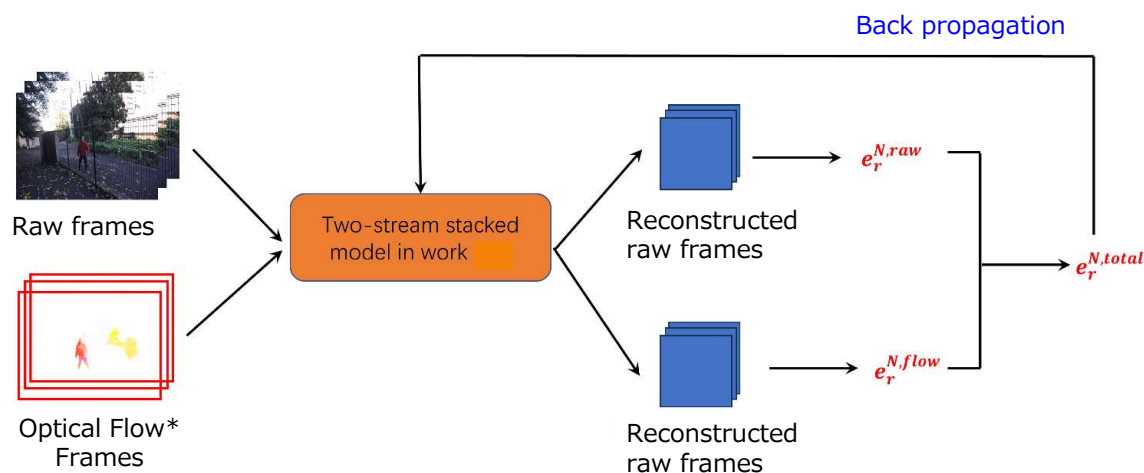 Back propagation
Raw frames
Two-stream stacked
model in work
Reconstructed
raw frames
e_r^{N,raw}
e_r^{N,total}
e_r^{N,flow}
Optical Flow*
Frames
Reconstructed
raw frames